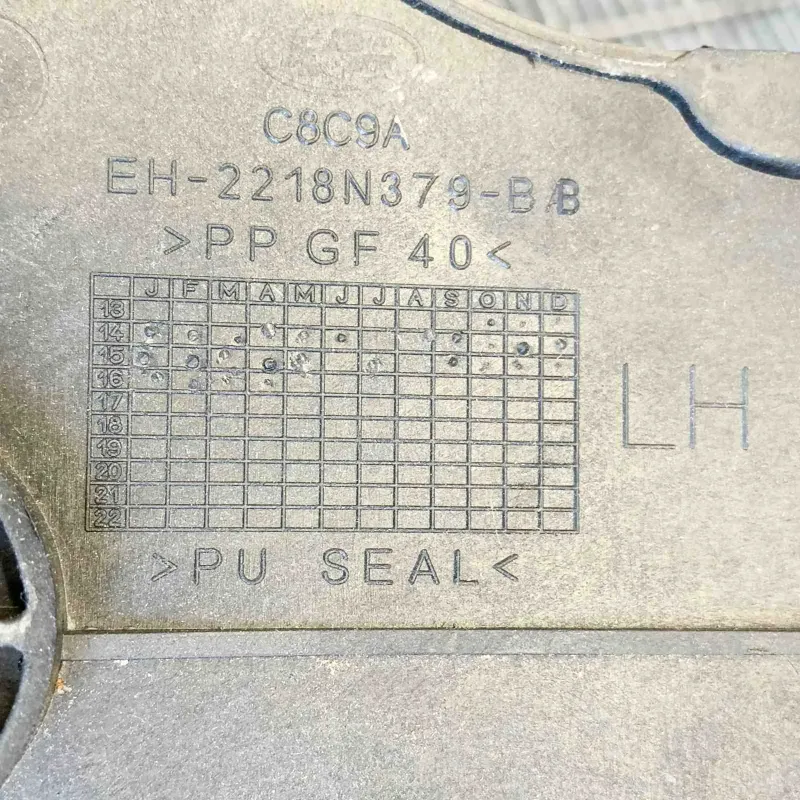 C8C9A
EH-2218N379-BB
>PP GF 40<
J F M A M J J A S O N D
13
14
15
16
17
18
19
20
21
22
LH
>PU SEAL<